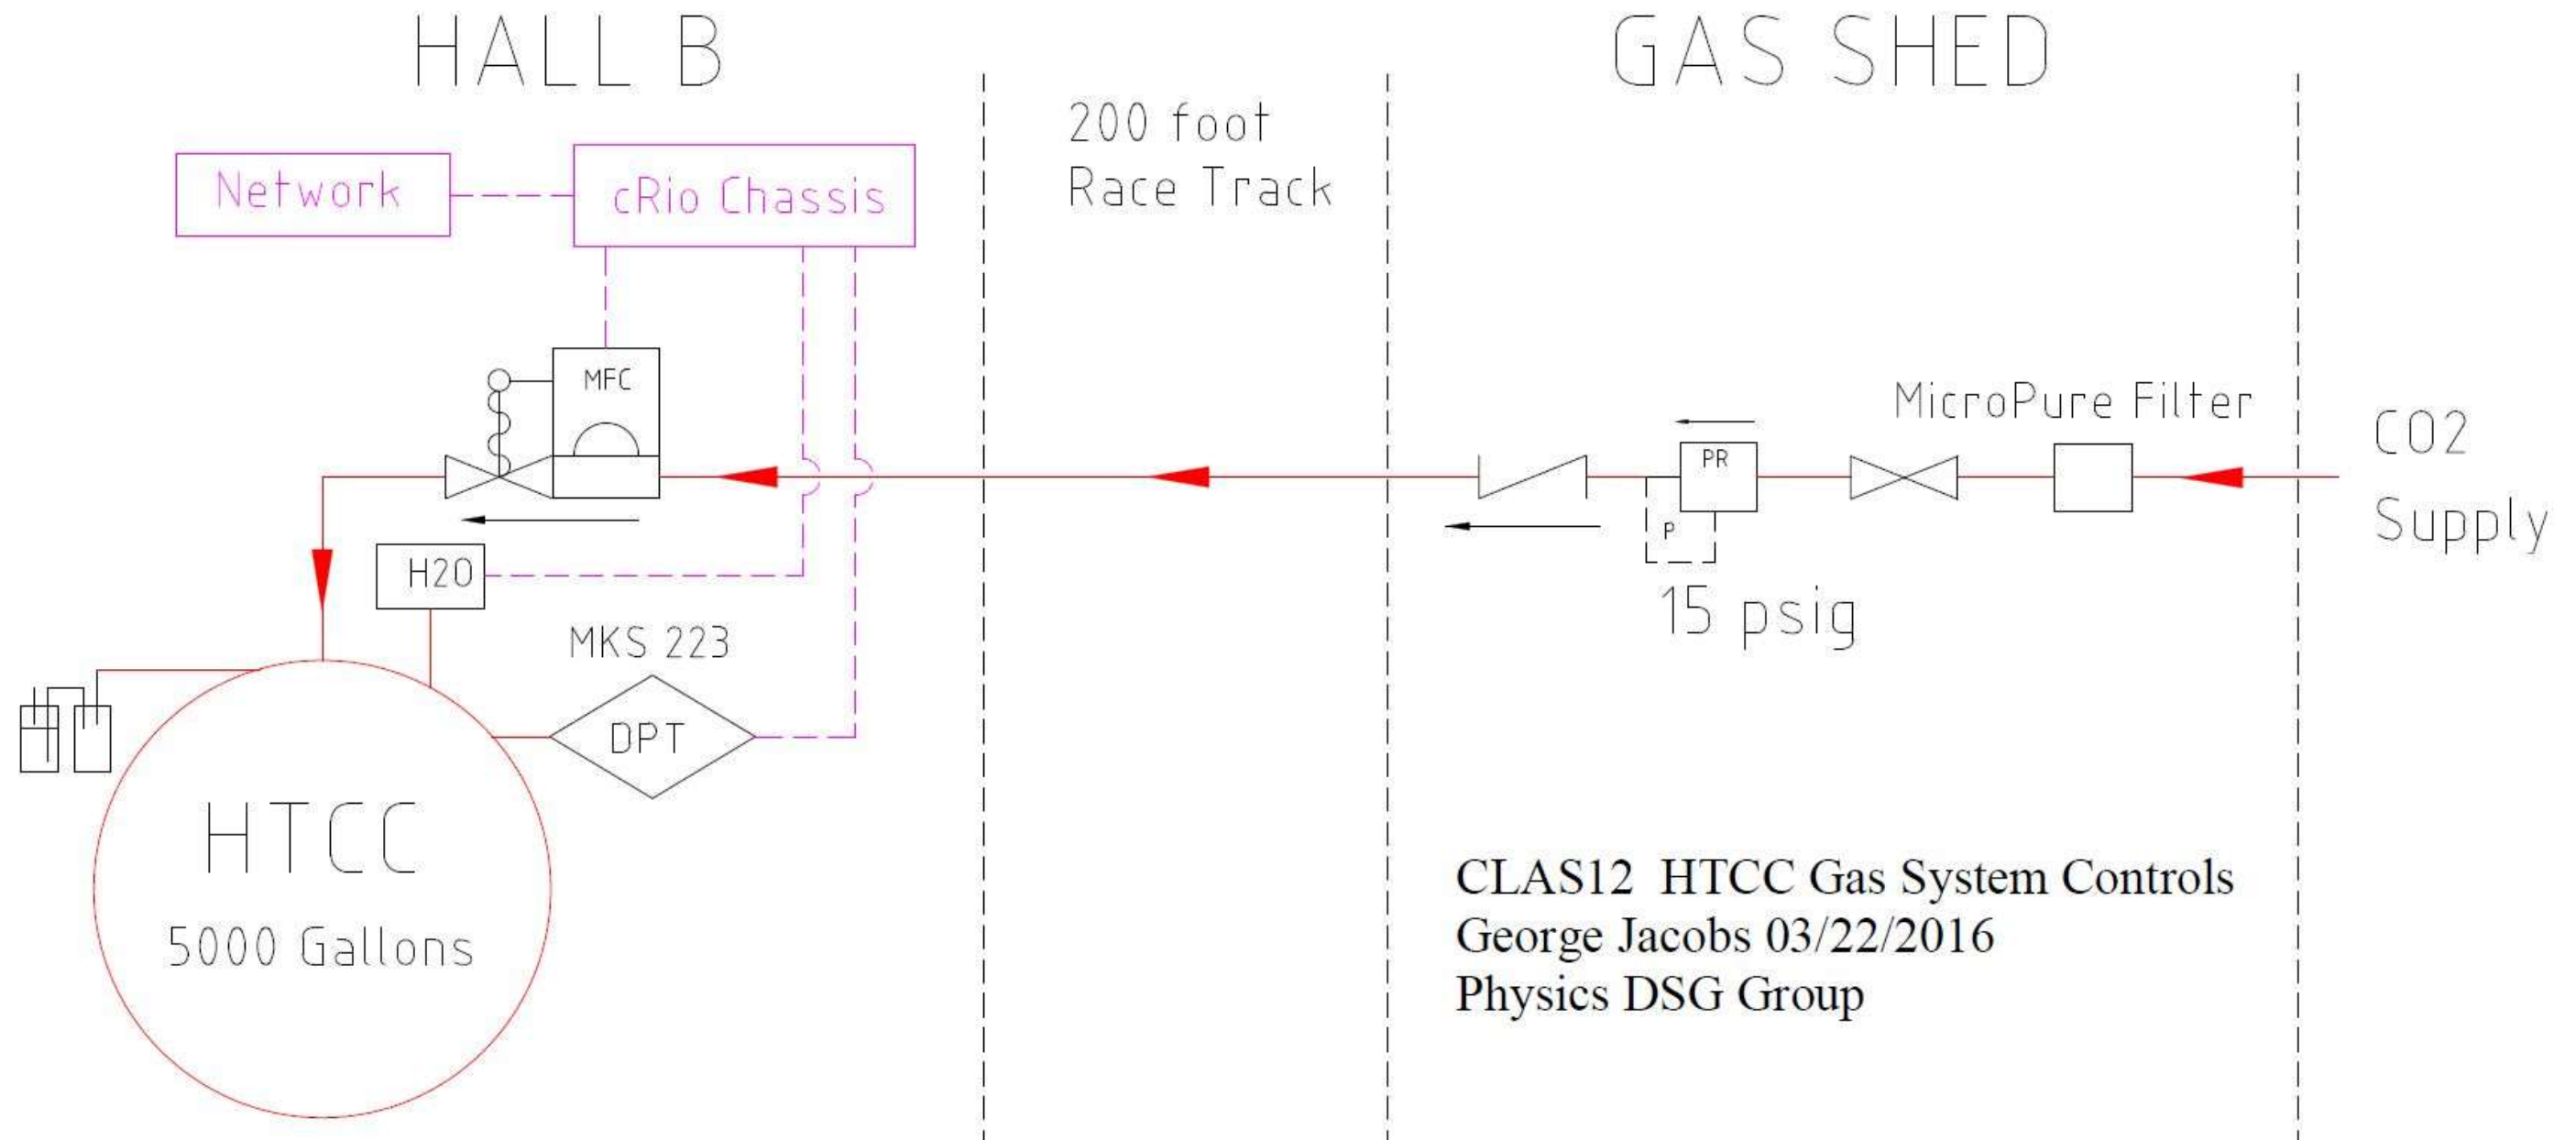 HALL B
GAS SHED
200 foot
Race Track
Network
cRio Chassis
MFC
MicroPure Filter
PR
CO2
Supply
P
15 psig
H2O
MKS 223
DPT
HTCC
5000 Gallons
CLAS12 HTCC Gas System Controls
George Jacobs 03/22/2016
Physics DSG Group